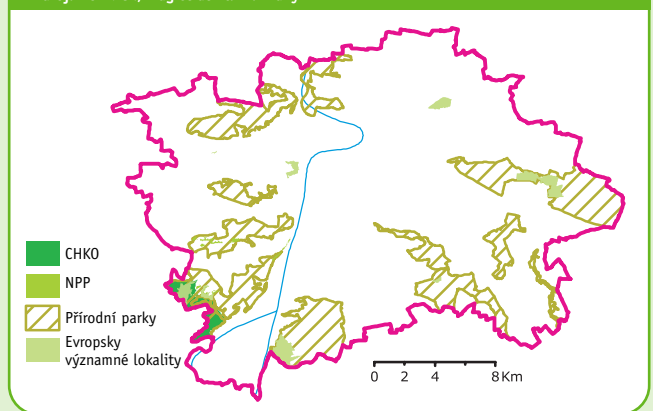 CHKO
NPP
Přírodní parky
Evropsky
významné lokality
0 2 4 8 Km